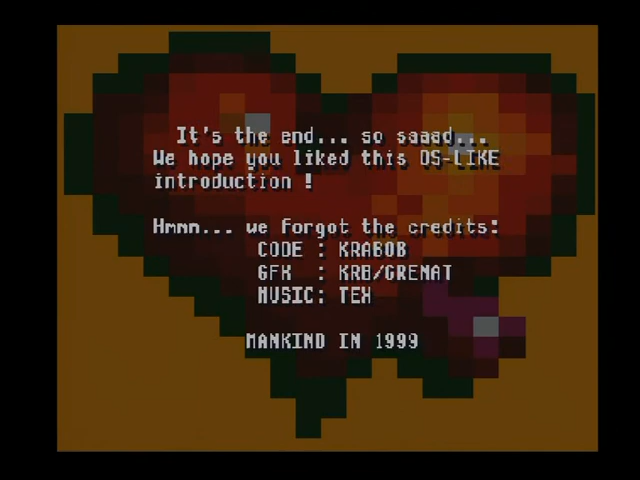 It's the end... so saaad...
We hope you liked this OS-LIKE
introduction !
Hmmn... we forgot the credits:
CODE : KRABOB
GFX : KRB/GRENAT
MUSIC: TEX
MANKIND IN 1999